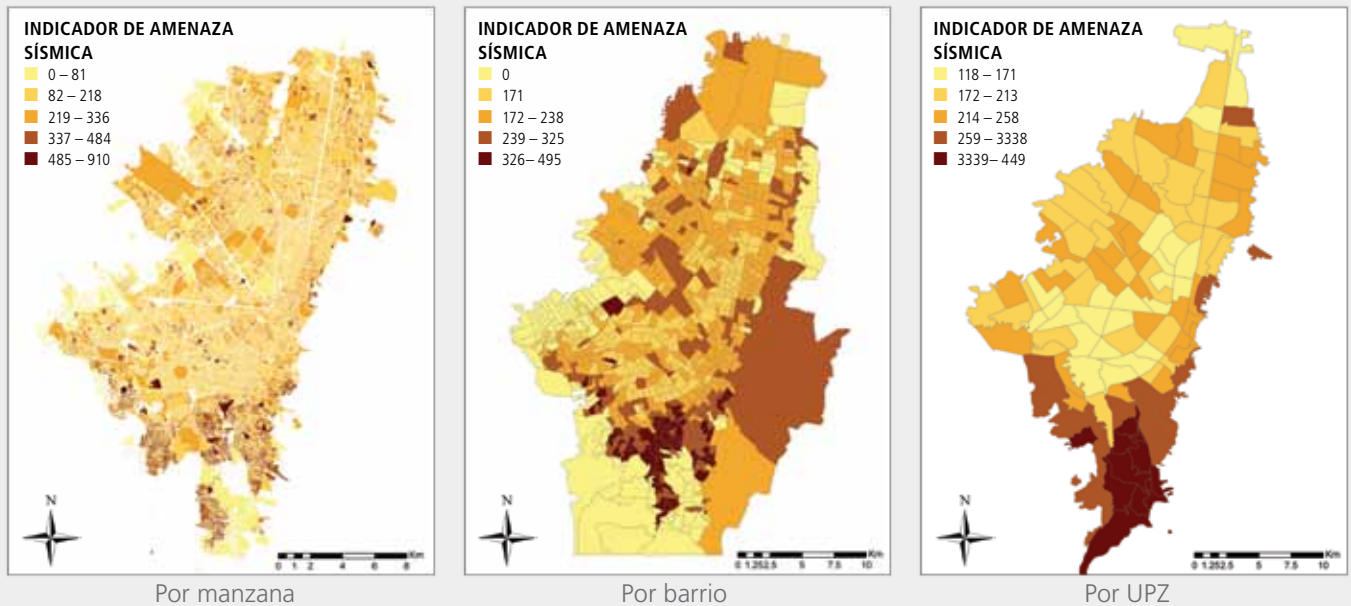 INDICADOR DE AMENAZA
SÍSMICA
0 – 81
82 – 218
219 – 336
337 – 484
485 – 910
N
0 1 2 4 6 8 Km
Por manzana
INDICADOR DE AMENAZA
SÍSMICA
0
171
172 – 238
239 – 325
326 – 495
N
0 1.252.5 5 7.5 10 Km
Por barrio
INDICADOR DE AMENAZA
SÍSMICA
118 – 171
172 – 213
214 – 258
259 – 3338
3339– 449
N
0 1.252.5 5 7.5 10 Km
Por UPZ